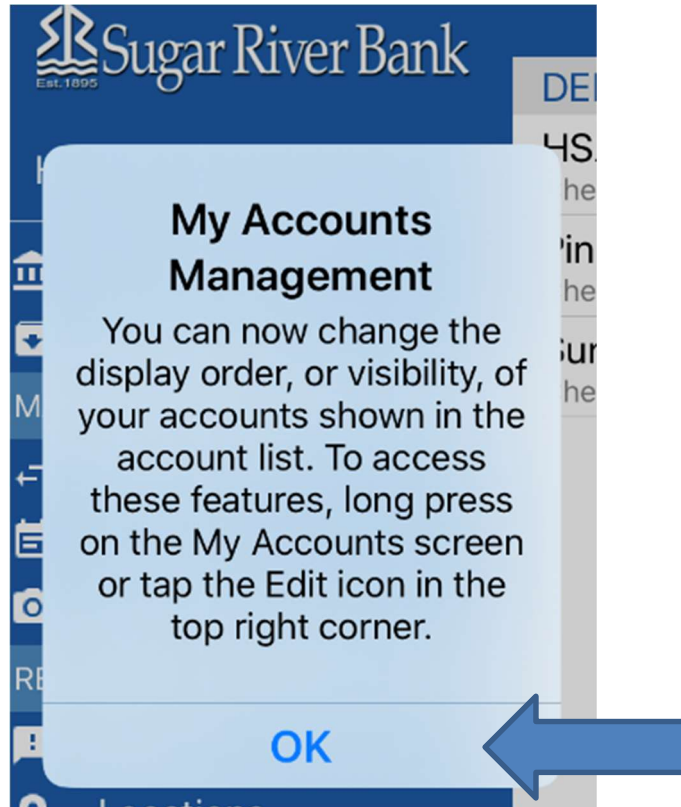 Sugar River Bank
Est.1895
My Accounts
Management
You can now change the
display order, or visibility, of
your accounts shown in the
account list. To access
these features, long press
on the My Accounts screen
or tap the Edit icon in the
top right corner.
OK